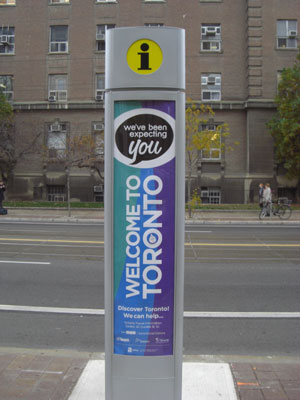 i
we've been
expecting
you
WELCOME TO
TORONTO
Discover Toronto!
We can help...